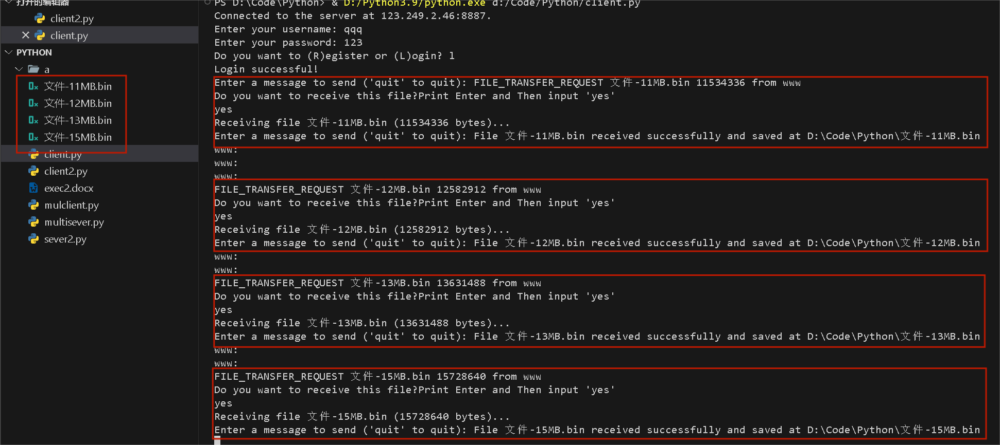 打开的编辑器
client2.py
client.py
PYTHON
a
文件-11MB.bin
文件-12MB.bin
文件-13MB.bin
文件-15MB.bin
client.py
client2.py
exec2.docx
mulclient.py
multisever.py
sever2.py
PS D:\Code\Python> & D:/Python3.9/python.exe d:/Code/Python/client.py
Connected to the server at 123.249.2.46:8887.
Enter your username: qqq
Enter your password: 123
Do you want to (R)egister or (L)ogin? l
Login successful!
Enter a message to send ('quit' to quit): FILE_TRANSFER_REQUEST 文件-11MB.bin 11534336 from www
Do you want to receive this file?Print Enter and Then input 'yes'
yes
Receiving file 文件-11MB.bin (11534336 bytes)...
Enter a message to send ('quit' to quit): File 文件-11MB.bin received successfully and saved at D:\Code\Python\文件-11MB.bin
www:
www:
www:
FILE_TRANSFER_REQUEST 文件-12MB.bin 12582912 from www
Do you want to receive this file?Print Enter and Then input 'yes'
yes
Receiving file 文件-12MB.bin (12582912 bytes)...
Enter a message to send ('quit' to quit): File 文件-12MB.bin received successfully and saved at D:\Code\Python\文件-12MB.bin
www:
www:
FILE_TRANSFER_REQUEST 文件-13MB.bin 13631488 from www
Do you want to receive this file?Print Enter and Then input 'yes'
yes
Receiving file 文件-13MB.bin (13631488 bytes)...
Enter a message to send ('quit' to quit): File 文件-13MB.bin received successfully and saved at D:\Code\Python\文件-13MB.bin
www:
www:
FILE_TRANSFER_REQUEST 文件-15MB.bin 15728640 from www
Do you want to receive this file?Print Enter and Then input 'yes'
yes
Receiving file 文件-15MB.bin (15728640 bytes)...
Enter a message to send ('quit' to quit): File 文件-15MB.bin received successfully and saved at D:\Code\Python\文件-15MB.bin